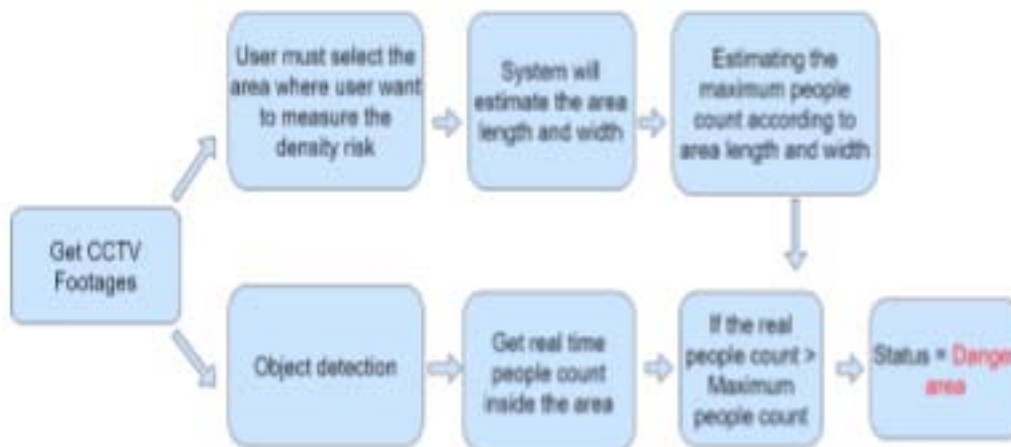 User must select the
area where user want
to measure the
density risk
System will
estimate the area
length and width
Estimating the
maximum people
count according to
area length and width
Get CCTV
Footages
Object detection
Get real time
people count
inside the area
If the real
people count >
Maximum
people count
Status = Danger
area